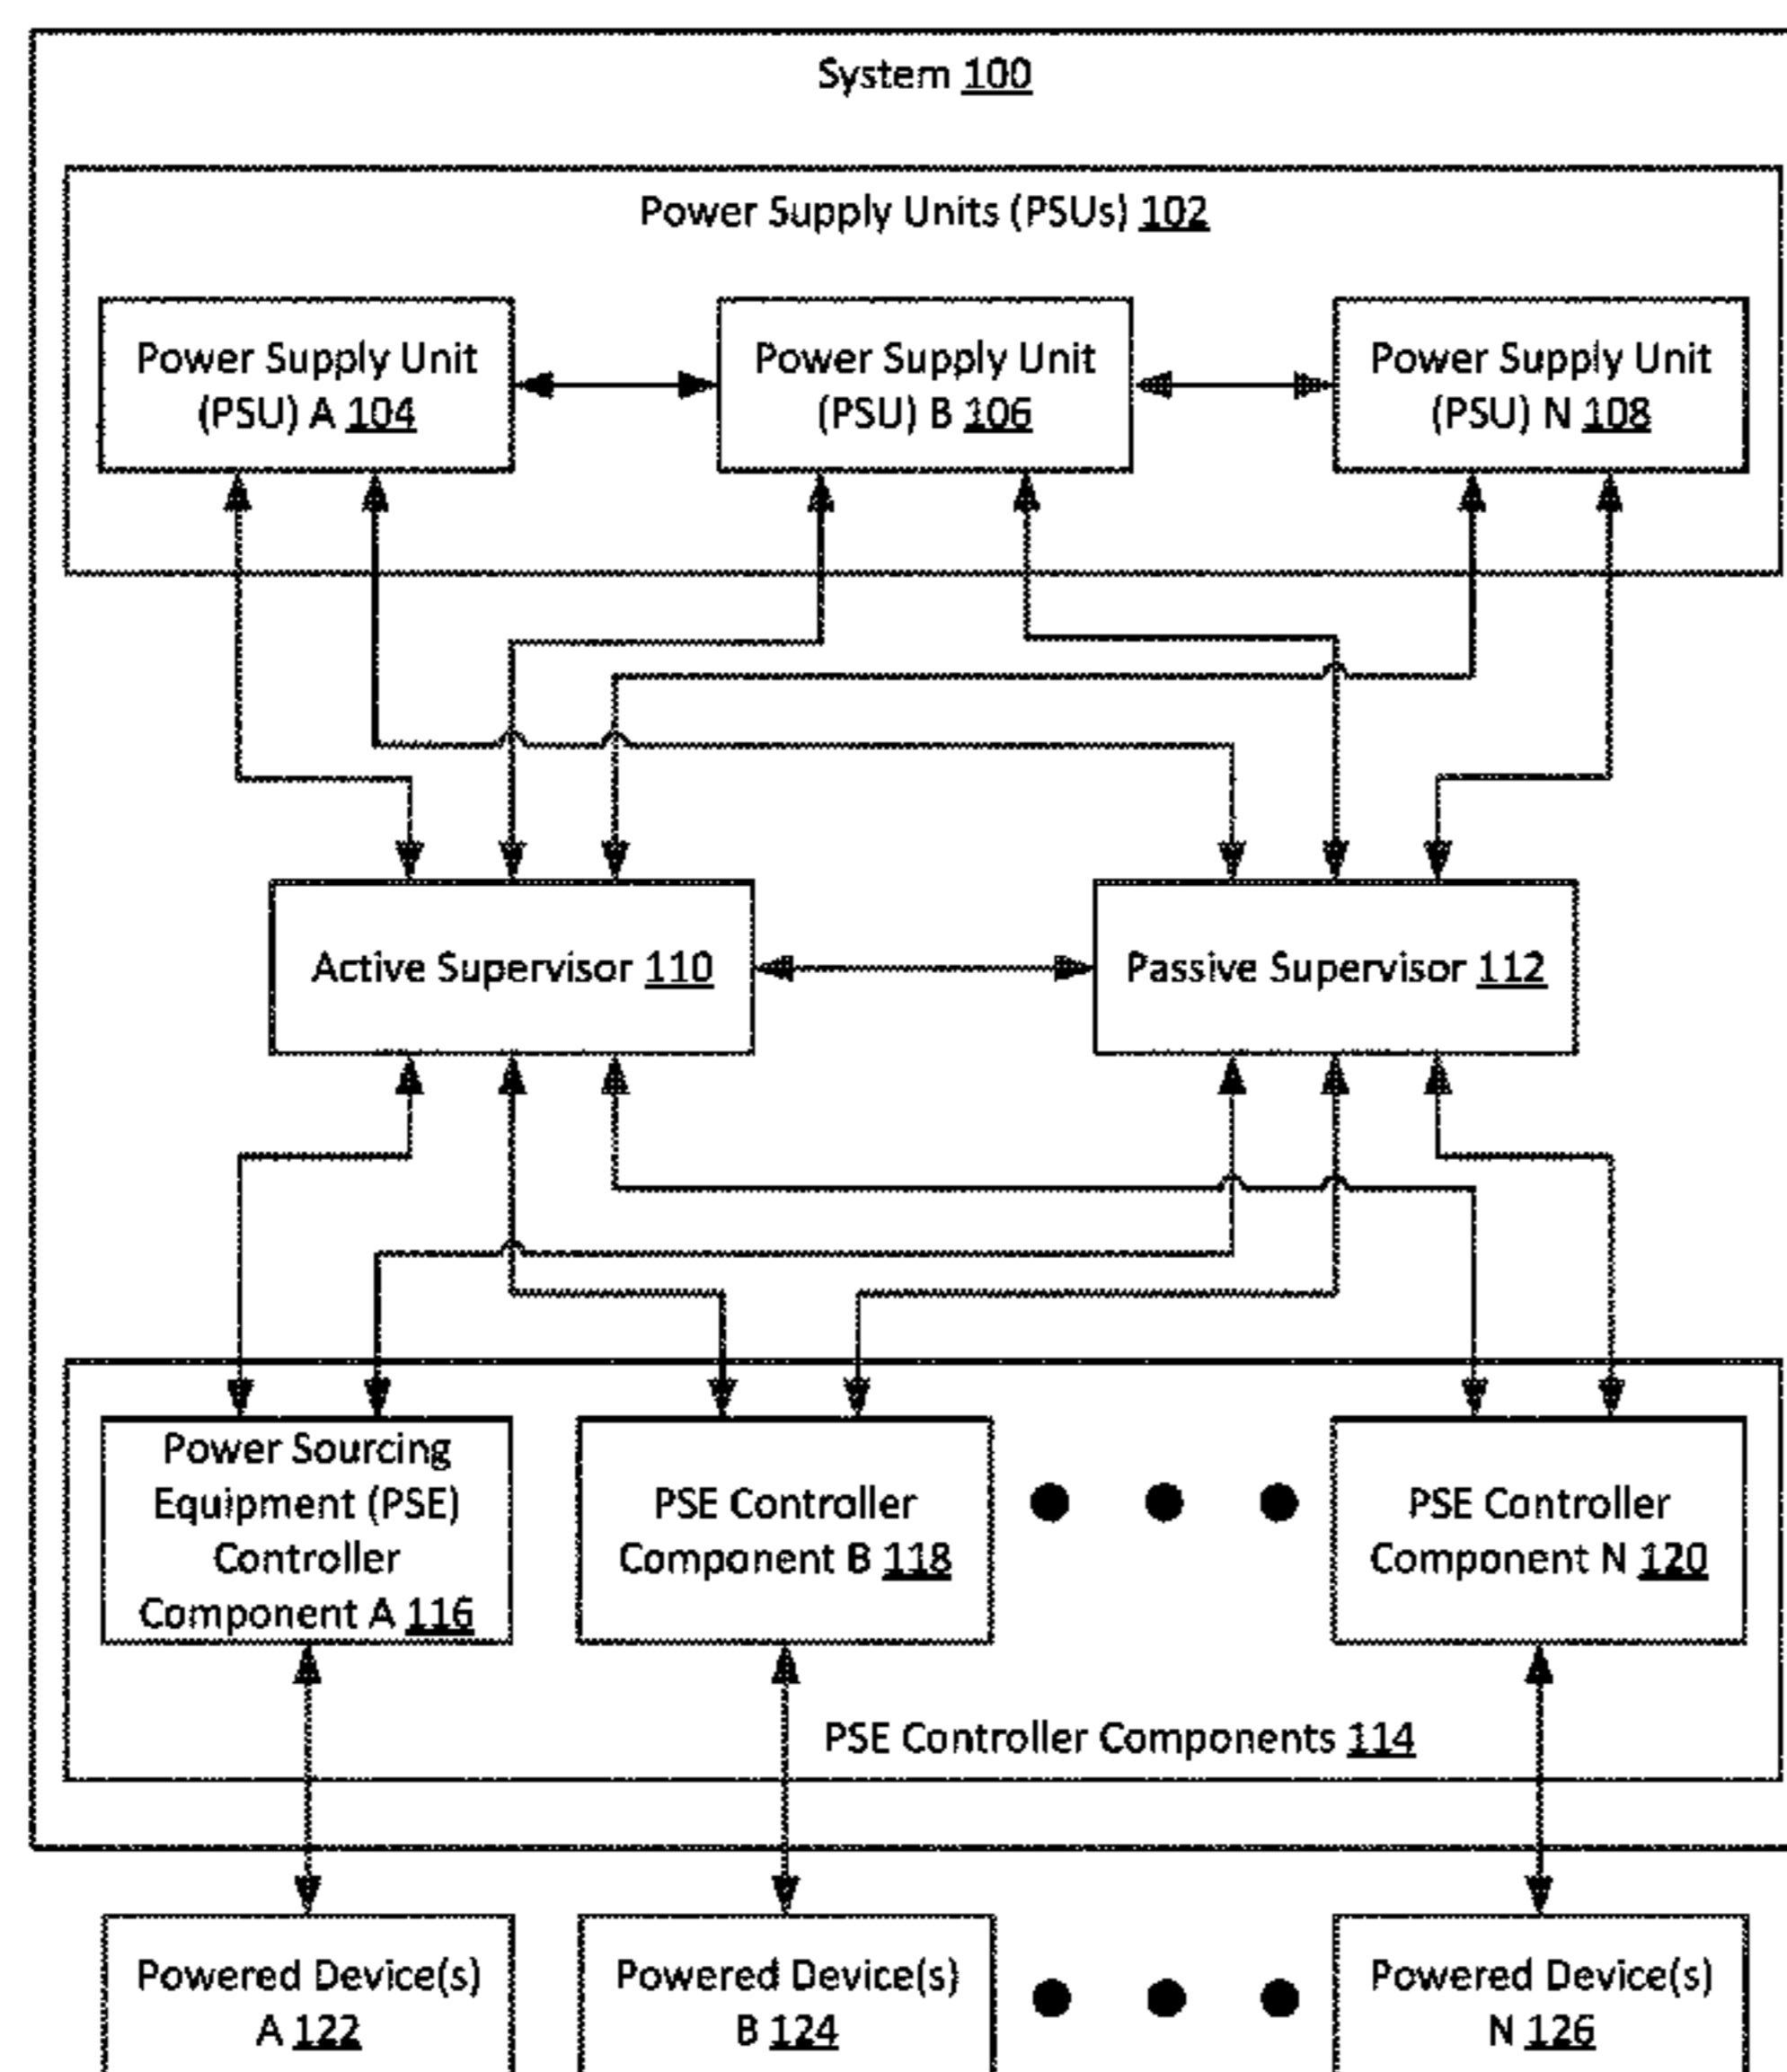 System 100
Power Supply Units (PSUs) 102
Power Supply Unit
(PSU) A 104
Power Supply Unit
(PSU) B 106
Power Supply Unit
(PSU) N 108
Active Supervisor 110
Passive Supervisor 112
Power Sourcing
Equipment (PSE)
Controller
Component A 116
PSE Controller
Component B 118
PSE Controller
Component N 120
PSE Controller Components 114
Powered Device(s)
A 122
Powered Device(s)
B 124
Powered Device(s)
N 126